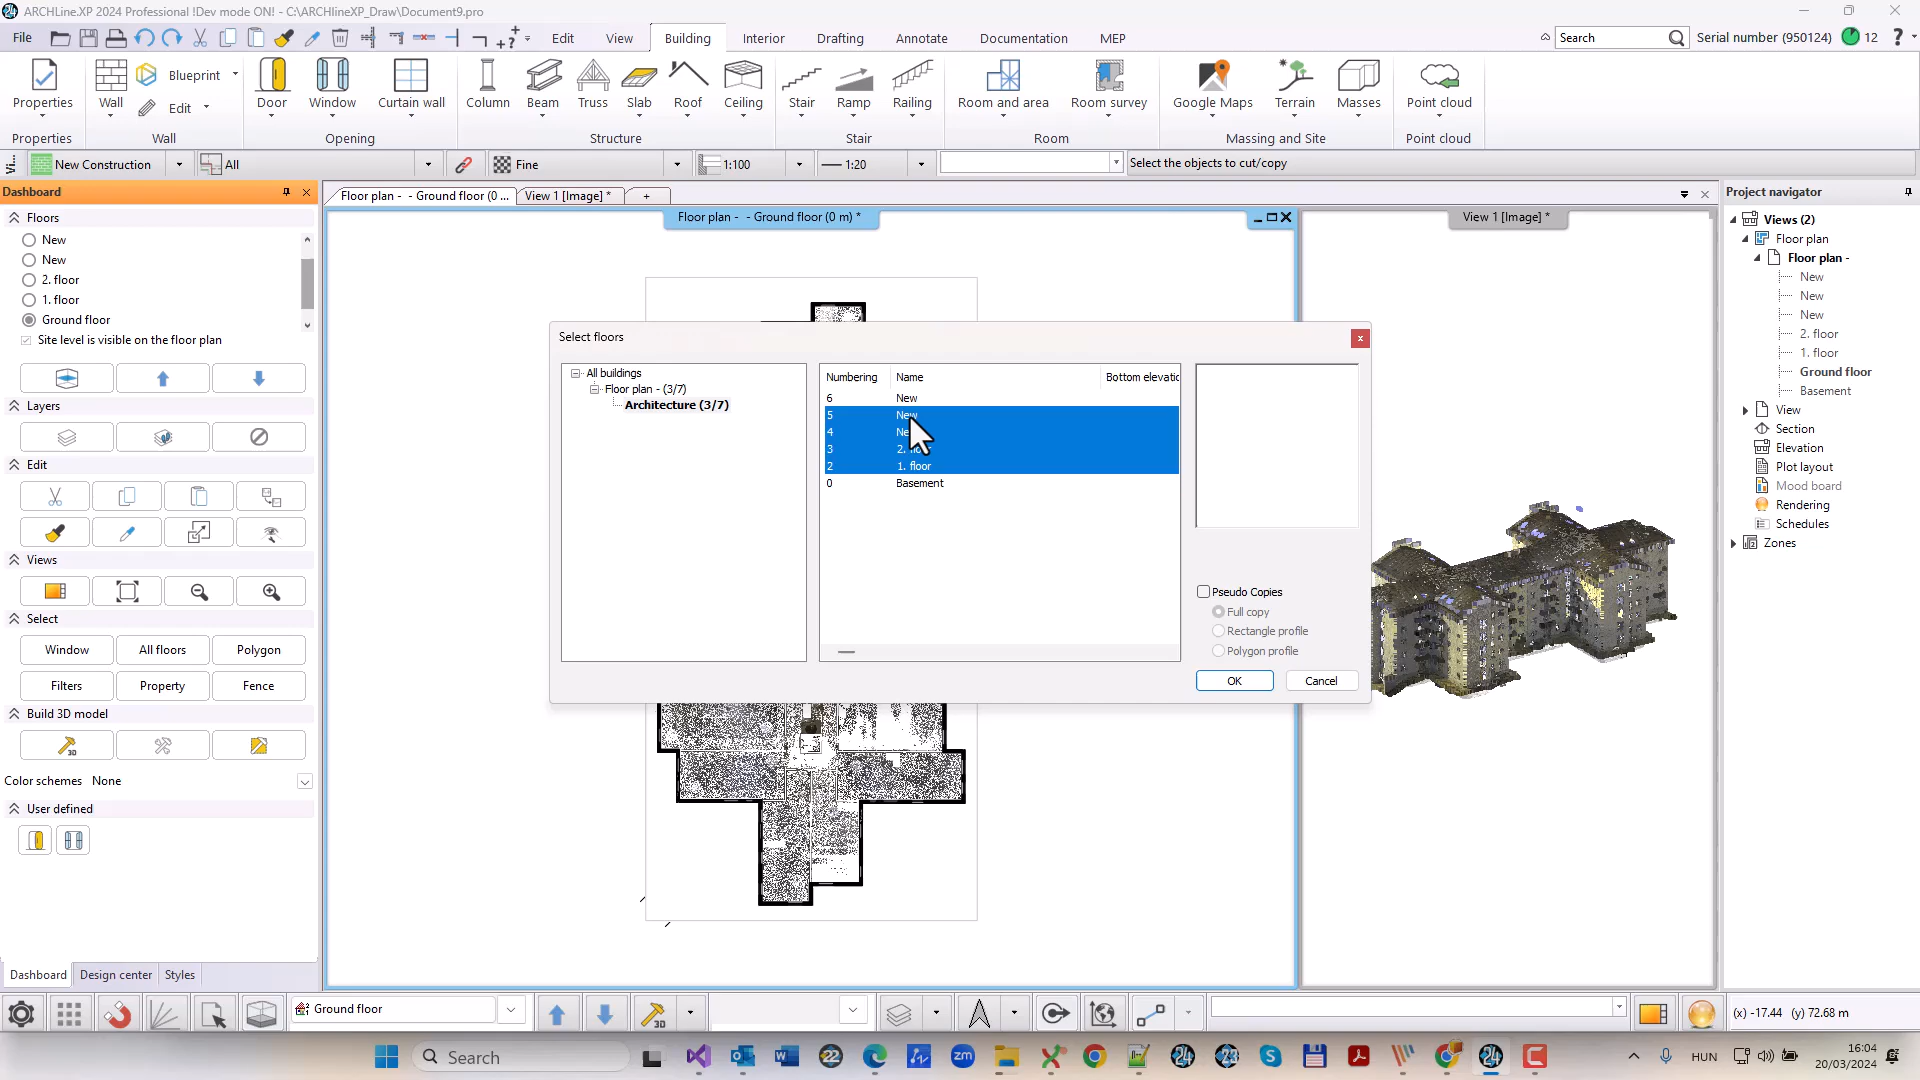 ARCHLine.XP 2024 Professional !Dev mode ON! - C:\ARCHlineXP_Draw\Document9.pro
File Edit View Building Interior Drafting Annotate Documentation MEP Search Serial number (950124) 12 ?
Properties Wall Blueprint Edit Door Window Curtain wall Column Beam Truss Slab Roof Ceiling Stair Ramp Railing Room and area Room survey Google Maps Terrain Masses Point cloud
Properties Wall Opening Structure Stair Room Massing and Site Point cloud
New Construction All Fine 1:100 1:20 Select the objects to cut/copy
Dashboard
Floors
New
New
2. floor
1. floor
Ground floor
Site level is visible on the floor plan
Layers
Edit
Views
Select
Window All floors Polygon
Filters Property Fence
Build 3D model
3D
Color schemes None
User defined
Dashboard Design center Styles
Floor plan - - Ground floor (0 ... View 1 [Image] * +
Floor plan - - Ground floor (0 m) *
View 1 [Image] *
Select floors
All buildings
Floor plan - (3/7)
Architecture (3/7)
Numbering Name Bottom elevatic
6 New
5 New
4
3
2 1. floor
0 Basement
Pseudo Copies
Full copy
Rectangle profile
Polygon profile
OK Cancel
Project navigator
Views (2)
Floor plan
Floor plan -
New
New
New
2. floor
1. floor
Ground floor
Basement
View
Section
Elevation
Plot layout
Mood board
Rendering
Schedules
Zones
Ground floor 3D (x) -17.44 (y) 72.68 m
Search 22 zm 24 23 24 HUN 16:04
20/03/2024